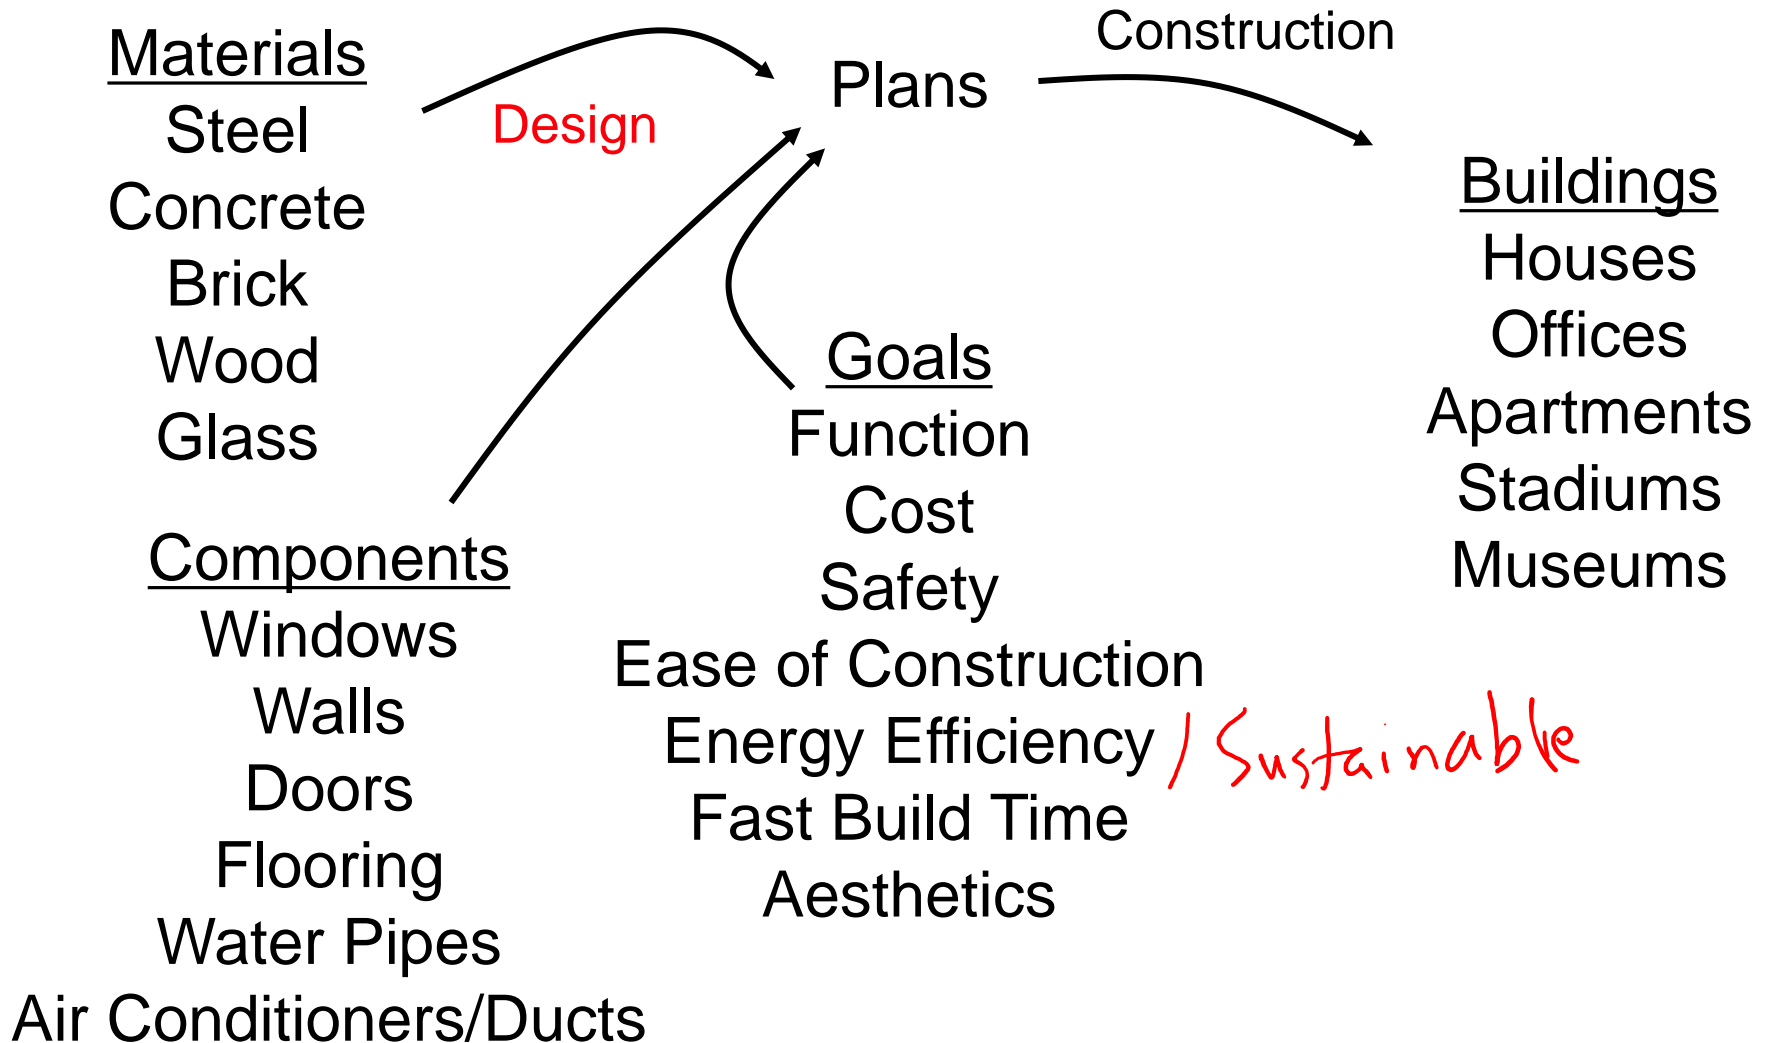 Materials
Steel
Concrete
Brick
Wood
Glass
Components
Windows
Walls
Doors
Flooring
Water Pipes
Air Conditioners/Ducts
Design
Plans
Goals
Function
Cost
Safety
Ease of Construction
Energy Efficiency / Sustainable
Fast Build Time
Aesthetics
Construction
Buildings
Houses
Offices
Apartments
Stadiums
Museums